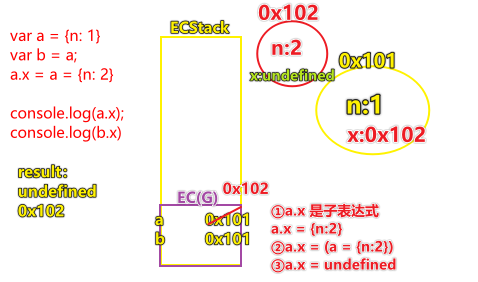 var a = {n: 1}
var b = a;
a.x = a = {n: 2}
console.log(a.x);
console.log(b.x)
result:
undefined
0x102
ECStack
0x102
n:2
x:undefined
0x101
n:1
x:0x102
EC(G)
0x102
a 0x101
b 0x101
①a.x 是子表达式
a.x = {n:2}
②a.x = (a = {n:2})
③a.x = undefined